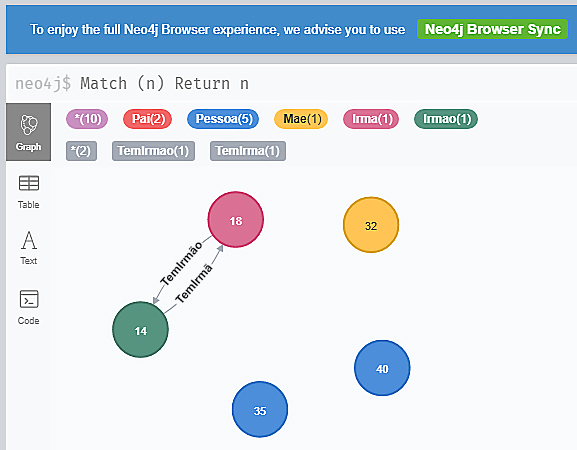 To enjoy the full Neo4j Browser experience, we advise you to use Neo4j Browser Sync
neo4j$ Match (n) Return n
*(10) Pai(2) Pessoa(5) Mae(1) Irma(1) Irmao(1)
*(2) TemIrmao(1) TemIrma(1)
Graph
Table
Text
Code
18
32
TemIrmão
TemIrmã
14
40
35